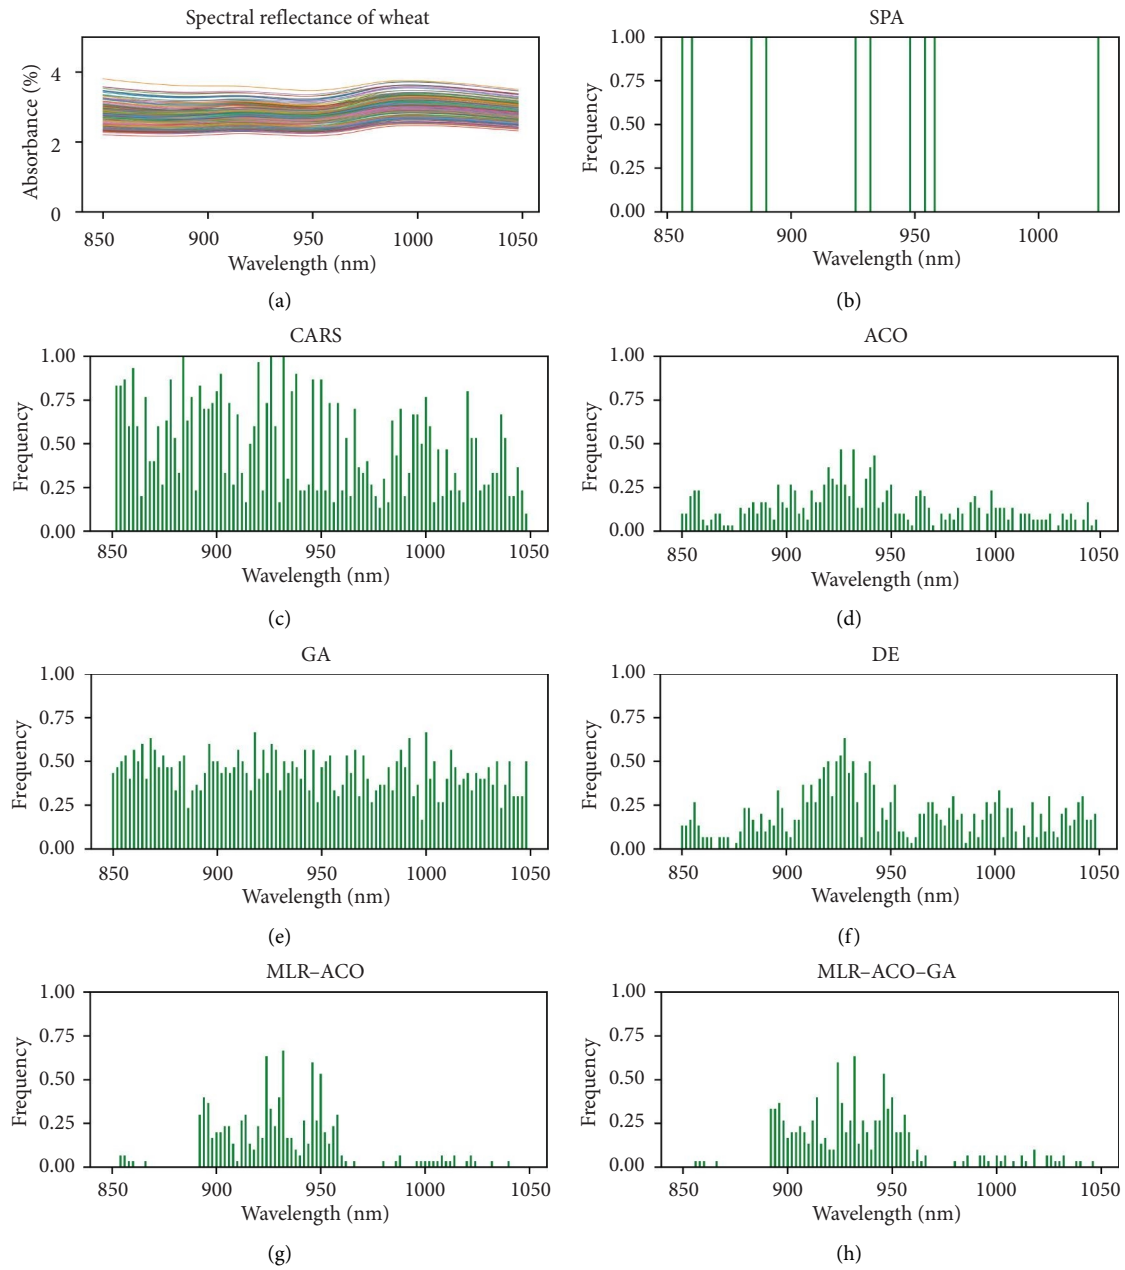 Spectral reflectance of wheat
Absorbance (%)
4
2
0
850 900 950 1000 1050
Wavelength (nm)
(a)
SPA
Frequency
1.00
0.75
0.50
0.25
0.00
850 900 950 1000
Wavelength (nm)
(b)
CARS
Frequency
1.00
0.75
0.50
0.25
0.00
850 900 950 1000 1050
Wavelength (nm)
(c)
ACO
Frequency
1.00
0.75
0.50
0.25
0.00
850 900 950 1000 1050
Wavelength (nm)
(d)
GA
Frequency
1.00
0.75
0.50
0.25
0.00
850 900 950 1000 1050
Wavelength (nm)
(e)
DE
Frequency
1.00
0.75
0.50
0.25
0.00
850 900 950 1000 1050
Wavelength (nm)
(f)
MLR–ACO
Frequency
1.00
0.75
0.50
0.25
0.00
850 900 950 1000 1050
Wavelength (nm)
(g)
MLR–ACO–GA
Frequency
1.00
0.75
0.50
0.25
0.00
850 900 950 1000 1050
Wavelength (nm)
(h)